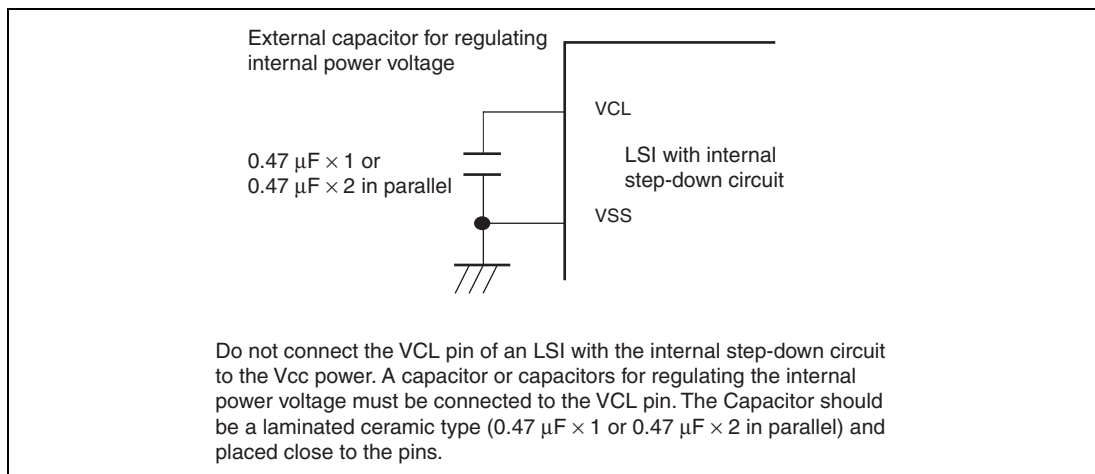 External capacitor for regulating
internal power voltage
VCL
0.47 μF × 1 or
0.47 μF × 2 in parallel
LSI with internal
step-down circuit
VSS
Do not connect the VCL pin of an LSI with the internal step-down circuit
to the Vcc power. A capacitor or capacitors for regulating the internal
power voltage must be connected to the VCL pin. The Capacitor should
be a laminated ceramic type (0.47 μF × 1 or 0.47 μF × 2 in parallel) and
placed close to the pins.